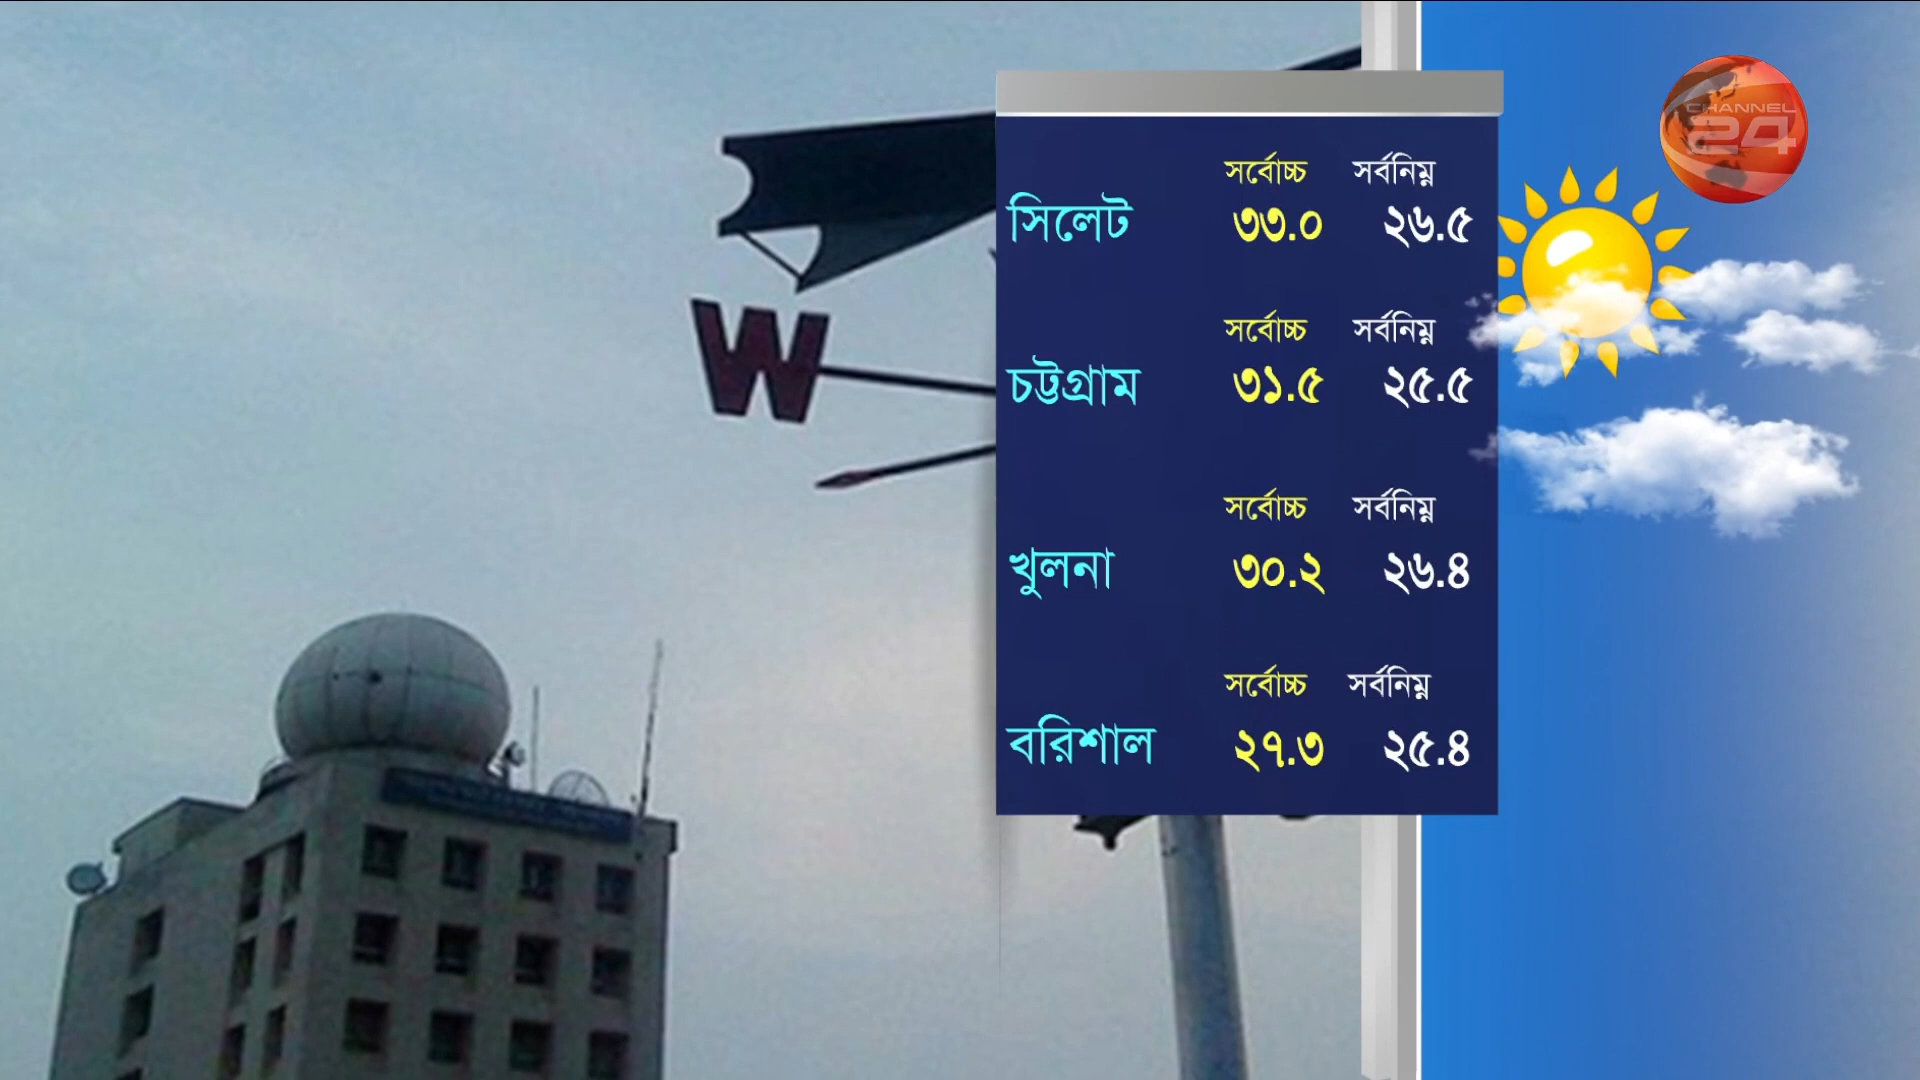 CHANNEL
24
সর্বোচ্চ সর্বনিম্ন
সিলেট ৩৩.০ ২৬.৫
W
সর্বোচ্চ সর্বনিম্ন
চট্টগ্রাম ৩১.৫ ২৫.৫
সর্বোচ্চ সর্বনিম্ন
খুলনা ৩০.২ ২৬.৪
সর্বোচ্চ সর্বনিম্ন
বরিশাল ২৭.৩ ২৫.৪